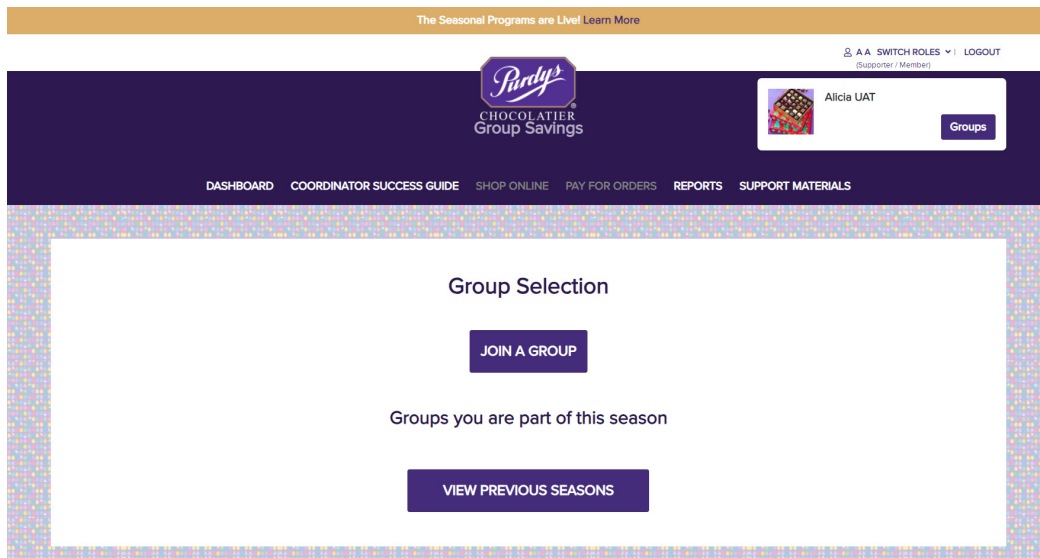 The Seasonal Programs are Live! Learn More
A A SWITCH ROLES | LOGOUT
(Supporter / Member)
Purdys
CHOCOLATIER
Group Savings
Alicia UAT
Groups
DASHBOARD COORDINATOR SUCCESS GUIDE SHOP ONLINE PAY FOR ORDERS REPORTS SUPPORT MATERIALS
Group Selection
JOIN A GROUP
Groups you are part of this season
VIEW PREVIOUS SEASONS